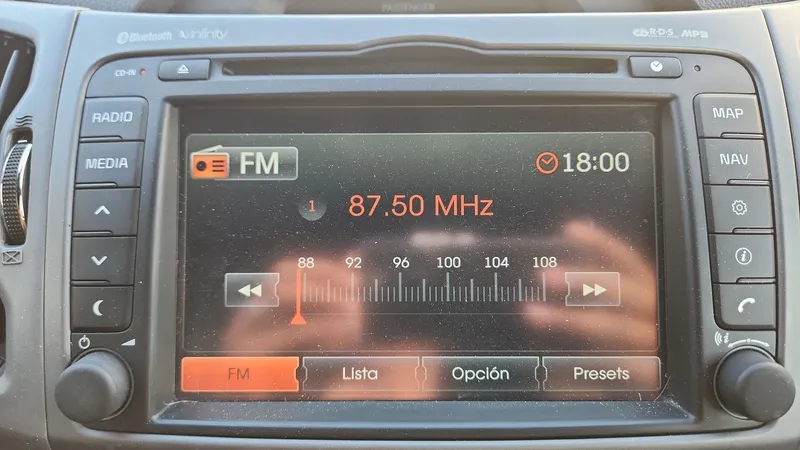 PASSENGER
Bluetooth infinity R·D·S MP3
CD-IN
RADIO
MEDIA
MAP
NAV
FM
18:00
1 87.50 MHz
88 92 96 100 104 108
FM Lista Opción Presets